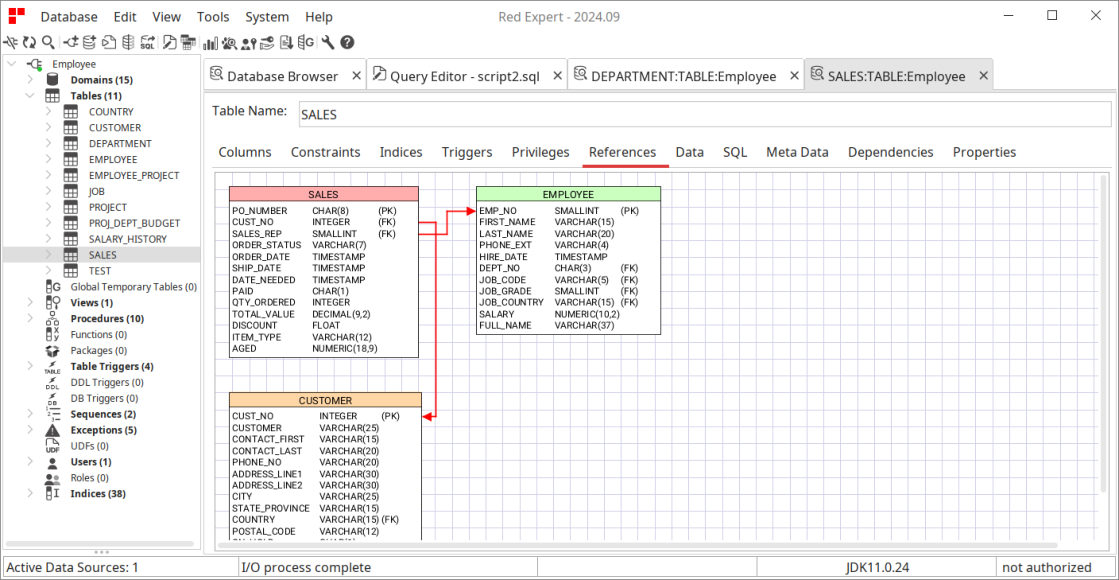 Database Edit View Tools System Help
Red Expert - 2024.09
Employee
Domains (15)
Tables (11)
COUNTRY
CUSTOMER
DEPARTMENT
EMPLOYEE
EMPLOYEE_PROJECT
JOB
PROJECT
PROJ_DEPT_BUDGET
SALARY_HISTORY
SALES
TEST
Global Temporary Tables (0)
Views (1)
Procedures (10)
Functions (0)
Packages (0)
Table Triggers (4)
DDL Triggers (0)
DB Triggers (0)
Sequences (2)
Exceptions (5)
UDFs (0)
Users (1)
Roles (0)
Indices (38)
Database Browser
Query Editor - script2.sql
DEPARTMENT:TABLE:Employee
SALES:TABLE:Employee
Table Name: SALES
Columns Constraints Indices Triggers Privileges References Data SQL Meta Data Dependencies Properties
SALES
PO_NUMBER CHAR(8) (PK)
CUST_NO INTEGER (FK)
SALES_REP SMALLINT (FK)
ORDER_STATUS VARCHAR(7)
ORDER_DATE TIMESTAMP
SHIP_DATE TIMESTAMP
DATE_NEEDED TIMESTAMP
PAID CHAR(1)
QTY_ORDERED INTEGER
TOTAL_VALUE DECIMAL(9,2)
DISCOUNT FLOAT
ITEM_TYPE VARCHAR(12)
AGED NUMERIC(18,9)
EMPLOYEE
EMP_NO SMALLINT (PK)
FIRST_NAME VARCHAR(15)
LAST_NAME VARCHAR(20)
PHONE_EXT VARCHAR(4)
HIRE_DATE TIMESTAMP
DEPT_NO CHAR(3) (FK)
JOB_CODE VARCHAR(5) (FK)
JOB_GRADE SMALLINT (FK)
JOB_COUNTRY VARCHAR(15) (FK)
SALARY NUMERIC(10,2)
FULL_NAME VARCHAR(37)
CUSTOMER
CUST_NO INTEGER (PK)
CUSTOMER VARCHAR(25)
CONTACT_FIRST VARCHAR(15)
CONTACT_LAST VARCHAR(20)
PHONE_NO VARCHAR(20)
ADDRESS_LINE1 VARCHAR(30)
ADDRESS_LINE2 VARCHAR(30)
CITY VARCHAR(25)
STATE_PROVINCE VARCHAR(15)
COUNTRY VARCHAR(15) (FK)
POSTAL_CODE VARCHAR(12)
Active Data Sources: 1
I/O process complete
JDK11.0.24
not authorized